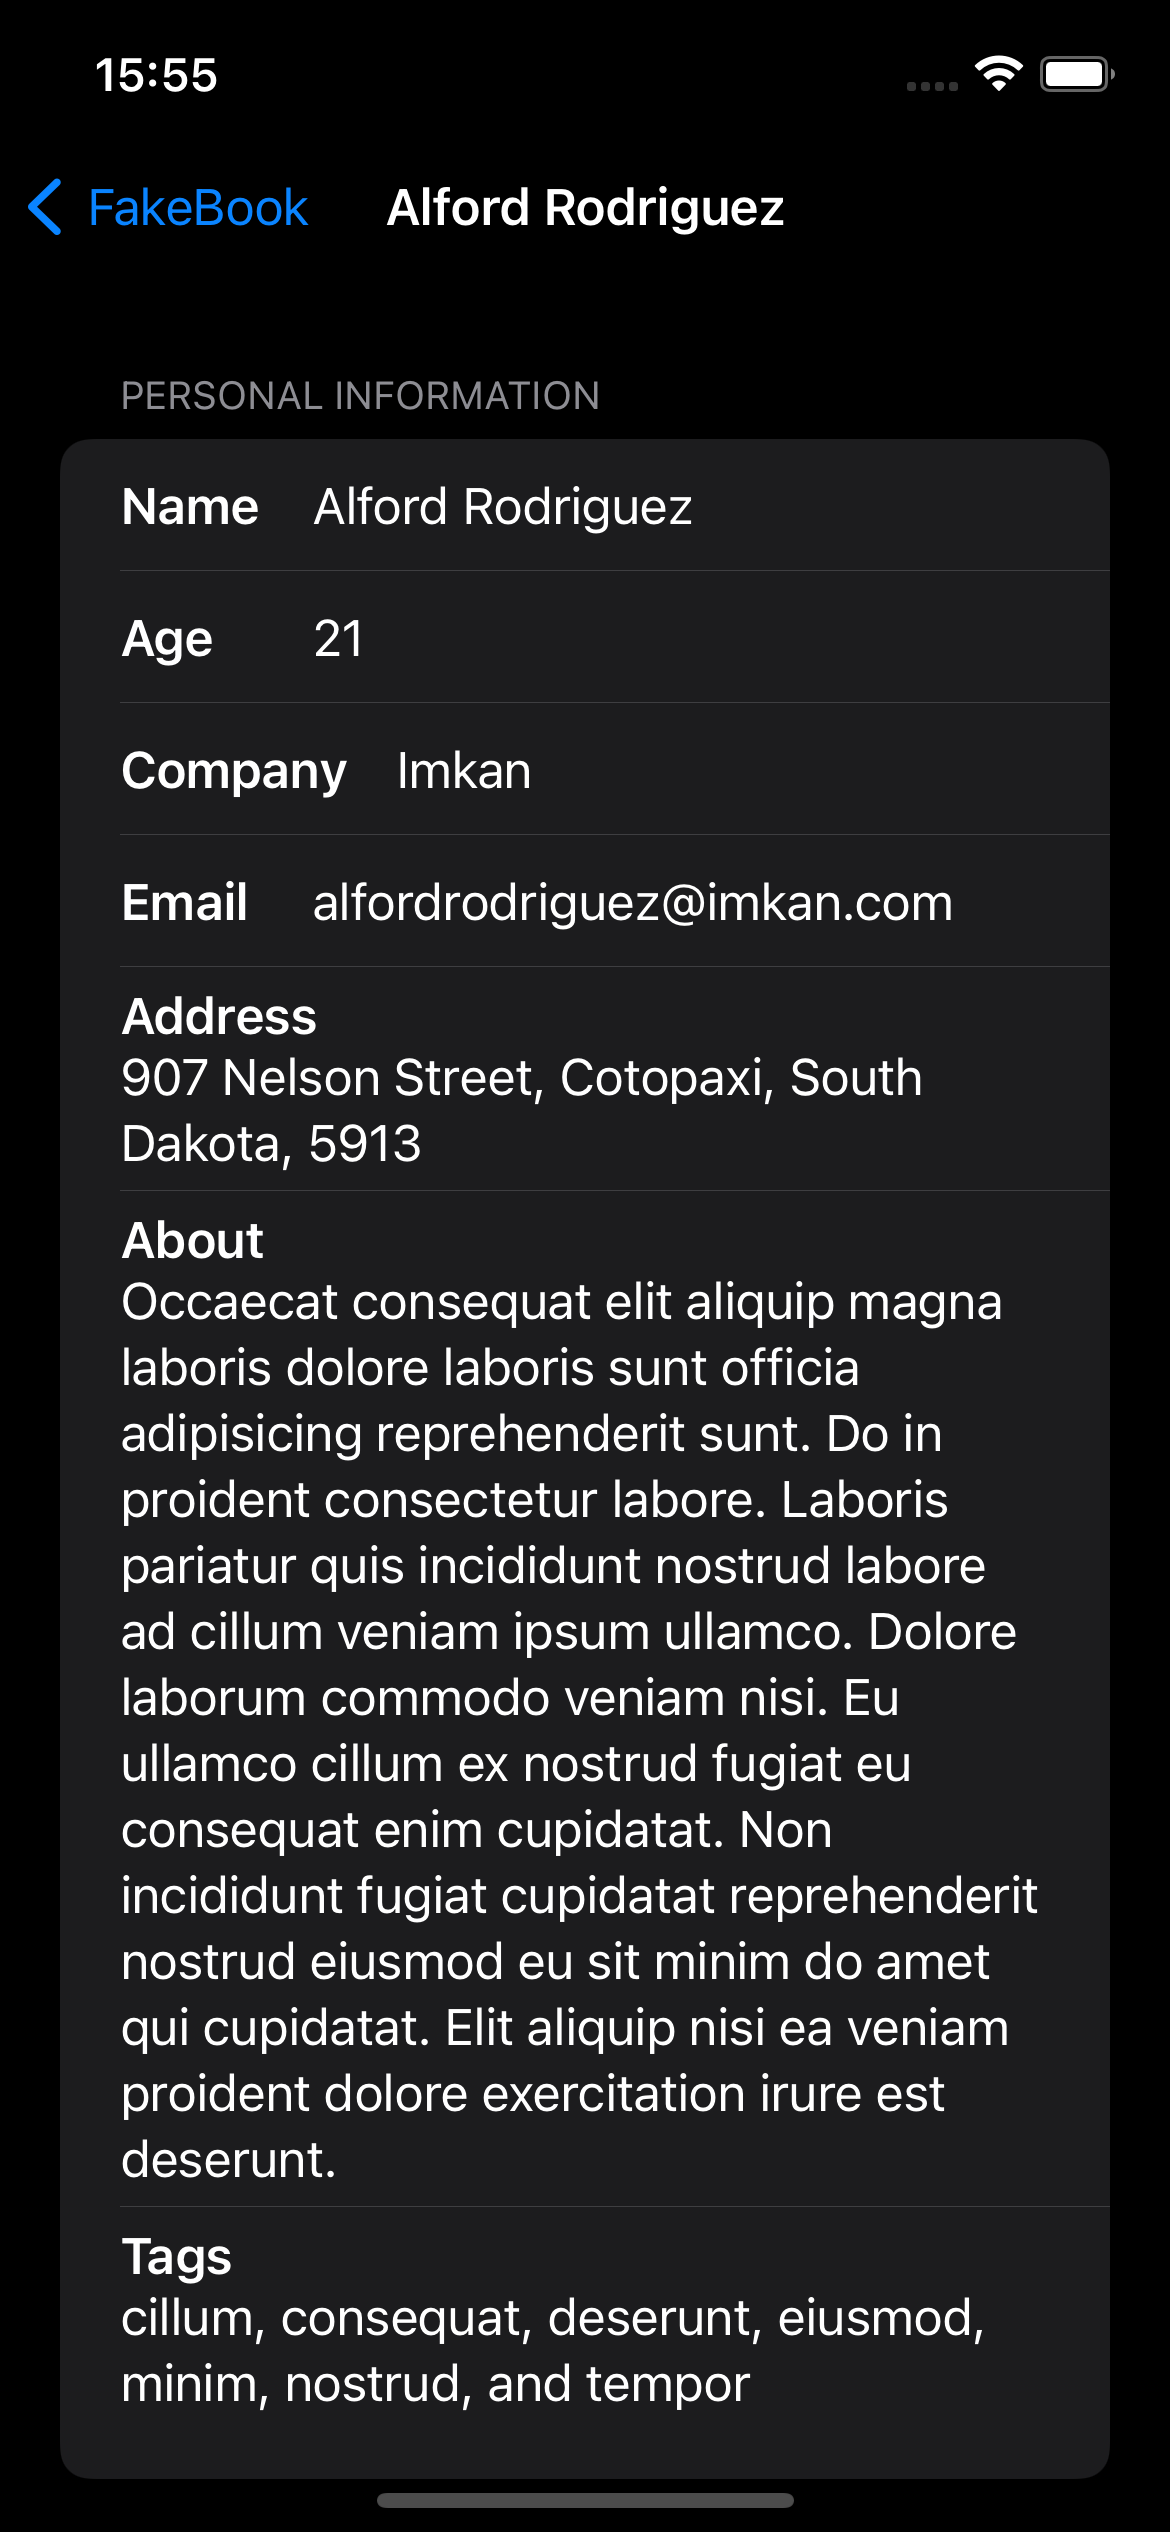 15:55
FakeBook
Alford Rodriguez
PERSONAL INFORMATION
Name Alford Rodriguez
Age 21
Company Imkan
Email alfordrodriguez@imkan.com
Address
907 Nelson Street, Cotopaxi, South
Dakota, 5913
About
Occaecat consequat elit aliquip magna
laboris dolore laboris sunt officia
adipisicing reprehenderit sunt. Do in
proident consectetur labore. Laboris
pariatur quis incididunt nostrud labore
ad cillum veniam ipsum ullamco. Dolore
laborum commodo veniam nisi. Eu
ullamco cillum ex nostrud fugiat eu
consequat enim cupidatat. Non
incididunt fugiat cupidatat reprehenderit
nostrud eiusmod eu sit minim do amet
qui cupidatat. Elit aliquip nisi ea veniam
proident dolore exercitation irure est
deserunt.
Tags
cillum, consequat, deserunt, eiusmod,
minim, nostrud, and tempor